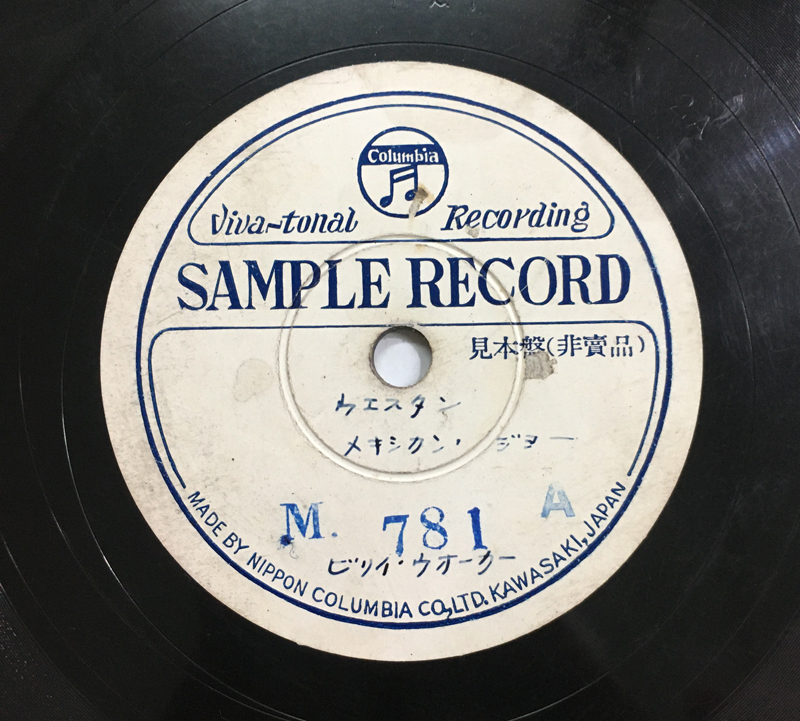 Columbia
Viva-tonal Recording
SAMPLE RECORD
見本盤(非賣品)
ウエスタン
メキシカン・ジョー
M. 781 A
ビリイ・ウオーカー
MADE BY NIPPON COLUMBIA CO., LTD. KAWASAKI, JAPAN